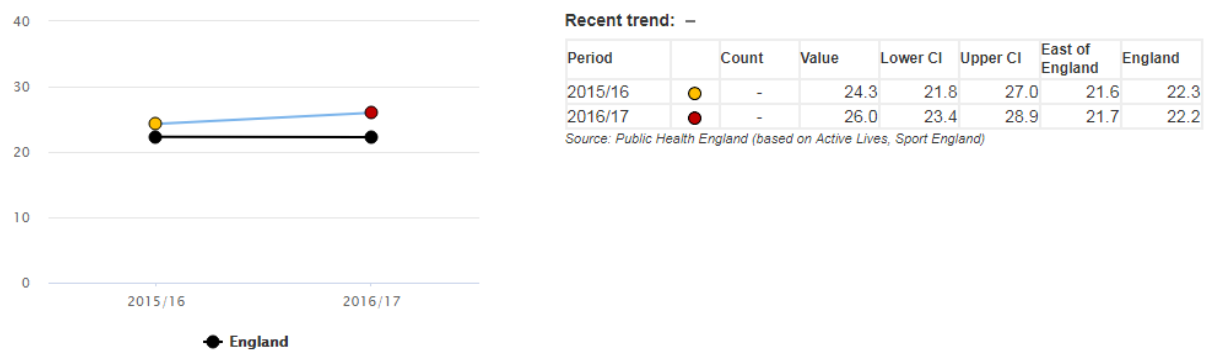 40
30
20
10
0
2015/16 2016/17
England
Recent trend: –
Period Count Value Lower CI Upper CI East of England England
2015/16 - 24.3 21.8 27.0 21.6 22.3
2016/17 - 26.0 23.4 28.9 21.7 22.2
Source: Public Health England (based on Active Lives, Sport England)